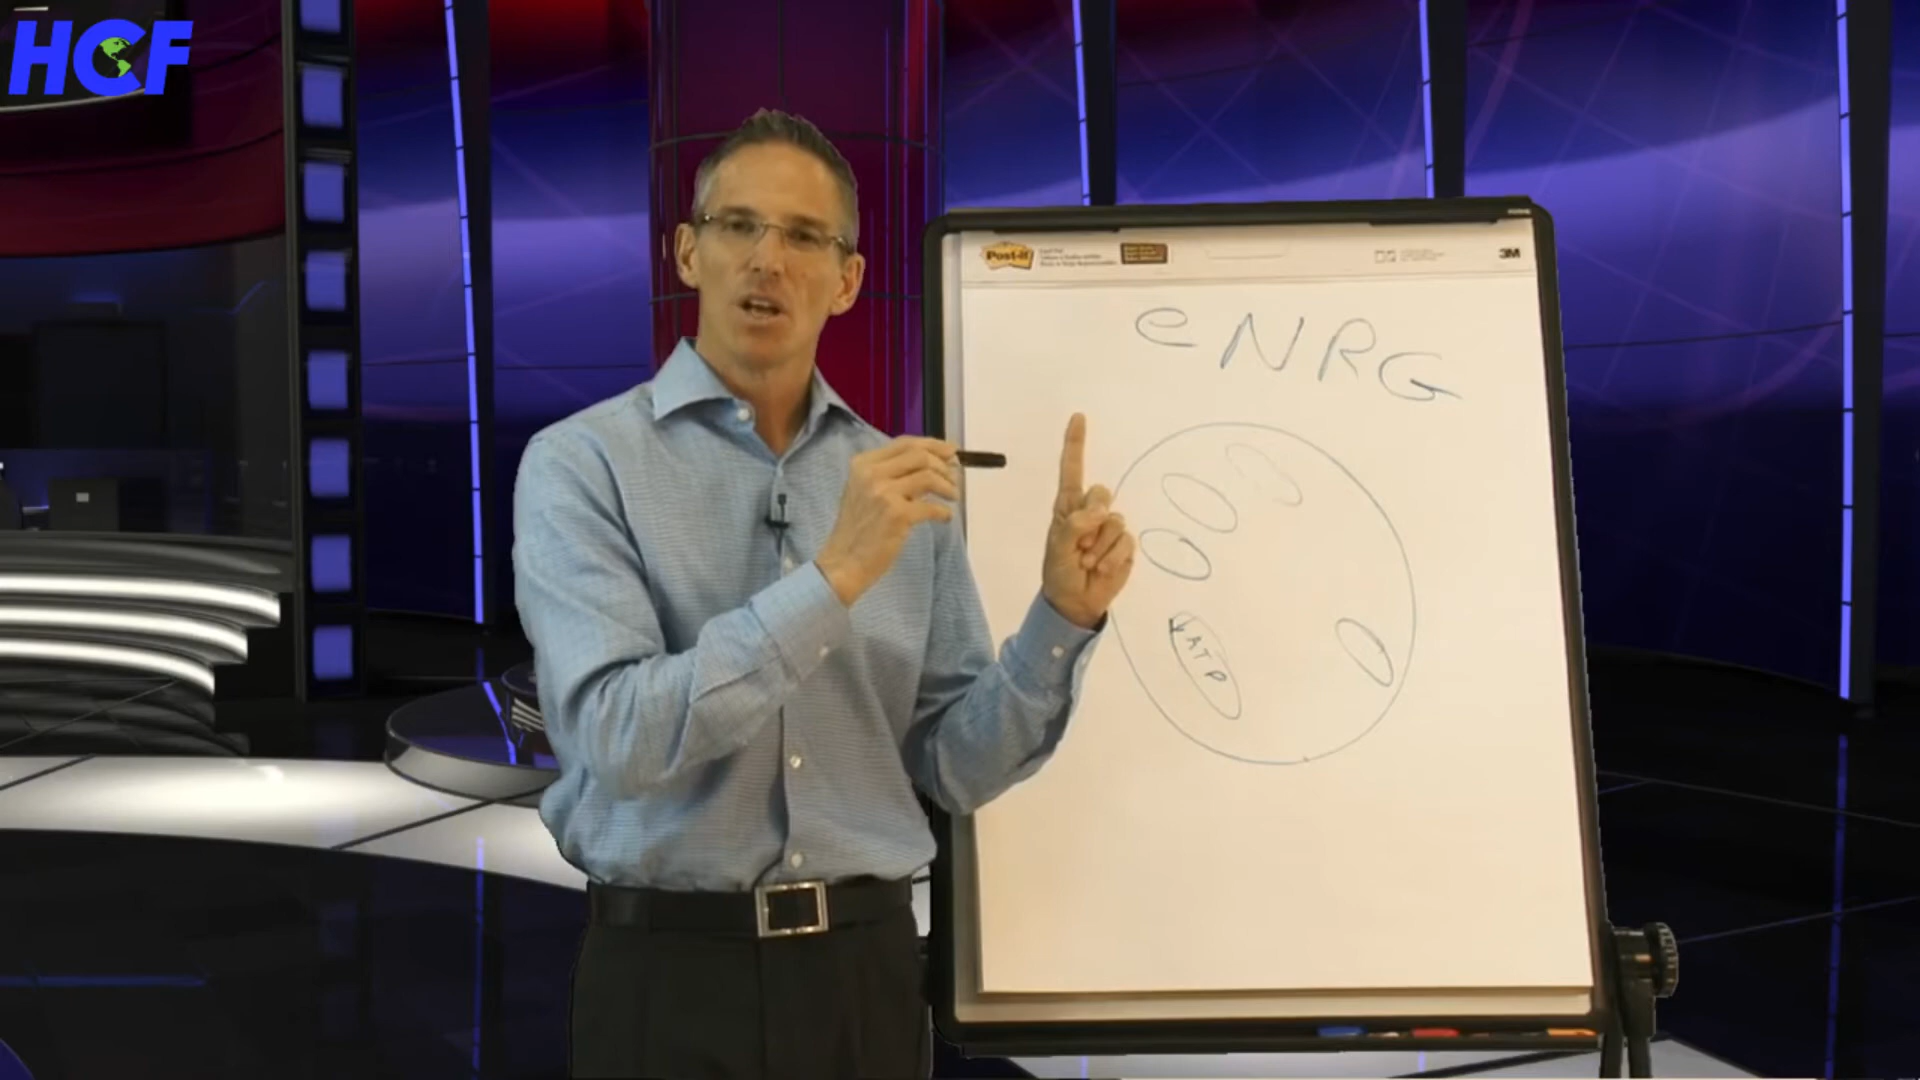 HCF
Post-it
3M
eNRG
ATP